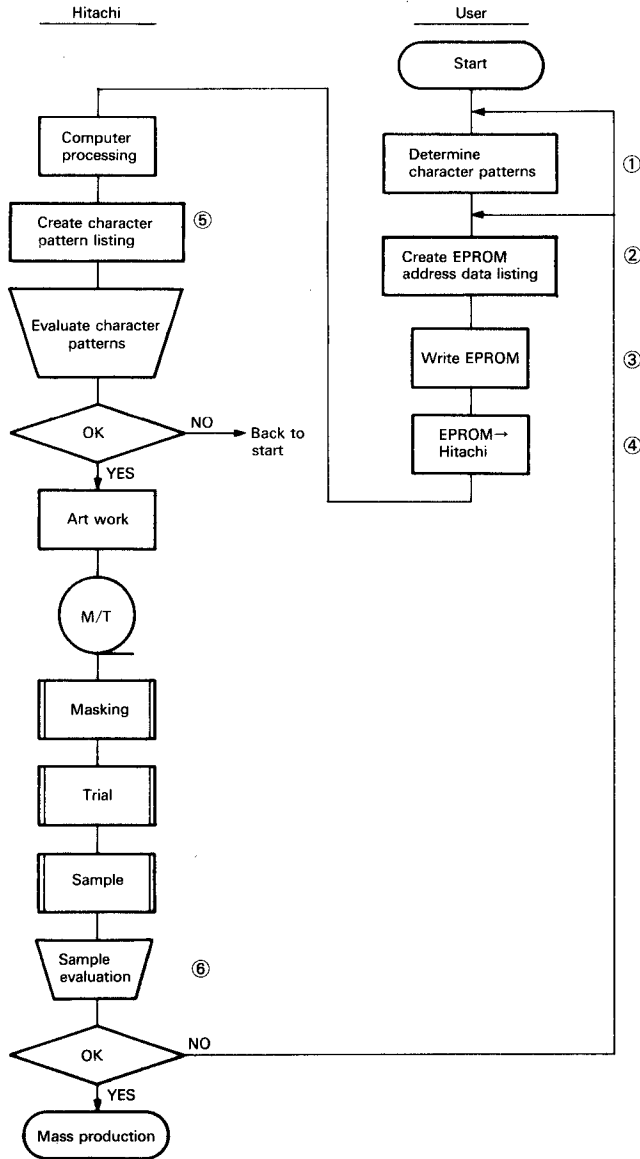 Hitachi
User
Start
Determine
character patterns
①
Create EPROM
address data listing
②
Write EPROM
③
EPROM→
Hitachi
④
Computer
processing
Create character
pattern listing
⑤
Evaluate character
patterns
OK
NO
Back to
start
YES
Art work
M/T
Masking
Trial
Sample
Sample
evaluation
⑥
OK
NO
YES
Mass production